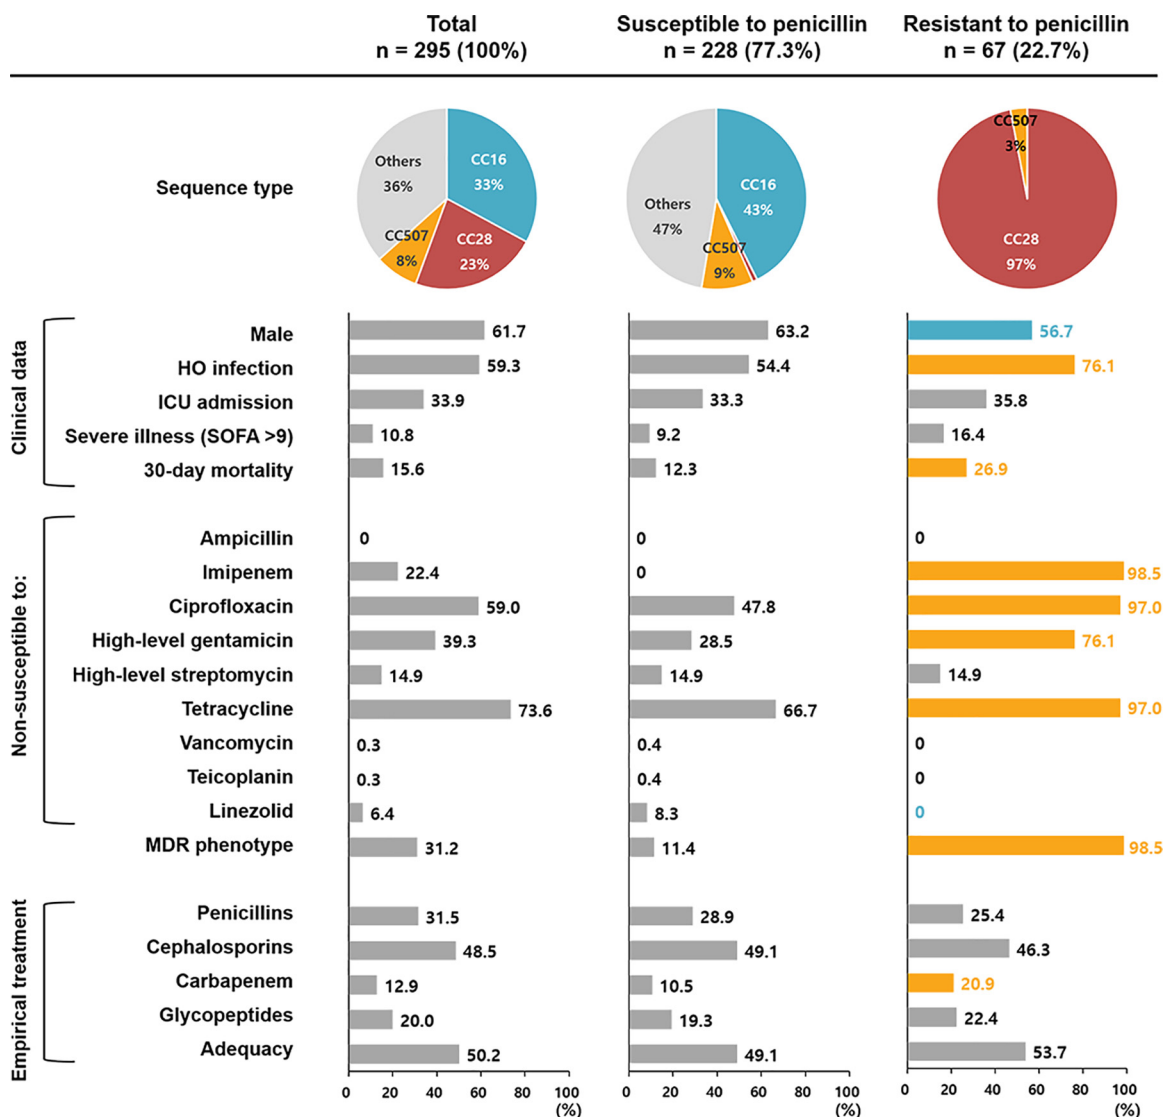 Total
n = 295 (100%)
Susceptible to penicillin
n = 228 (77.3%)
Resistant to penicillin
n = 67 (22.7%)
Sequence type
Others
36%
CC16
33%
CC507
8%
CC28
23%
Others
47%
CC16
43%
CC507
9%
CC507
3%
CC28
97%
Clinical data
Male 61.7 63.2 56.7
HO infection 59.3 54.4 76.1
ICU admission 33.9 33.3 35.8
Severe illness (SOFA >9) 10.8 9.2 16.4
30-day mortality 15.6 12.3 26.9
Non-susceptible to:
Ampicillin 0 0 0
Imipenem 22.4 0 98.5
Ciprofloxacin 59.0 47.8 97.0
High-level gentamicin 39.3 28.5 76.1
High-level streptomycin 14.9 14.9 14.9
Tetracycline 73.6 66.7 97.0
Vancomycin 0.3 0.4 0
Teicoplanin 0.3 0.4 0
Linezolid 6.4 8.3 0
MDR phenotype 31.2 11.4 98.5
Empirical treatment
Penicillins 31.5 28.9 25.4
Cephalosporins 48.5 49.1 46.3
Carbapenem 12.9 10.5 20.9
Glycopeptides 20.0 19.3 22.4
Adequacy 50.2 49.1 53.7
0 20 40 60 80 100 0 20 40 60 80 100 0 20 40 60 80 100
(%) (%) (%)